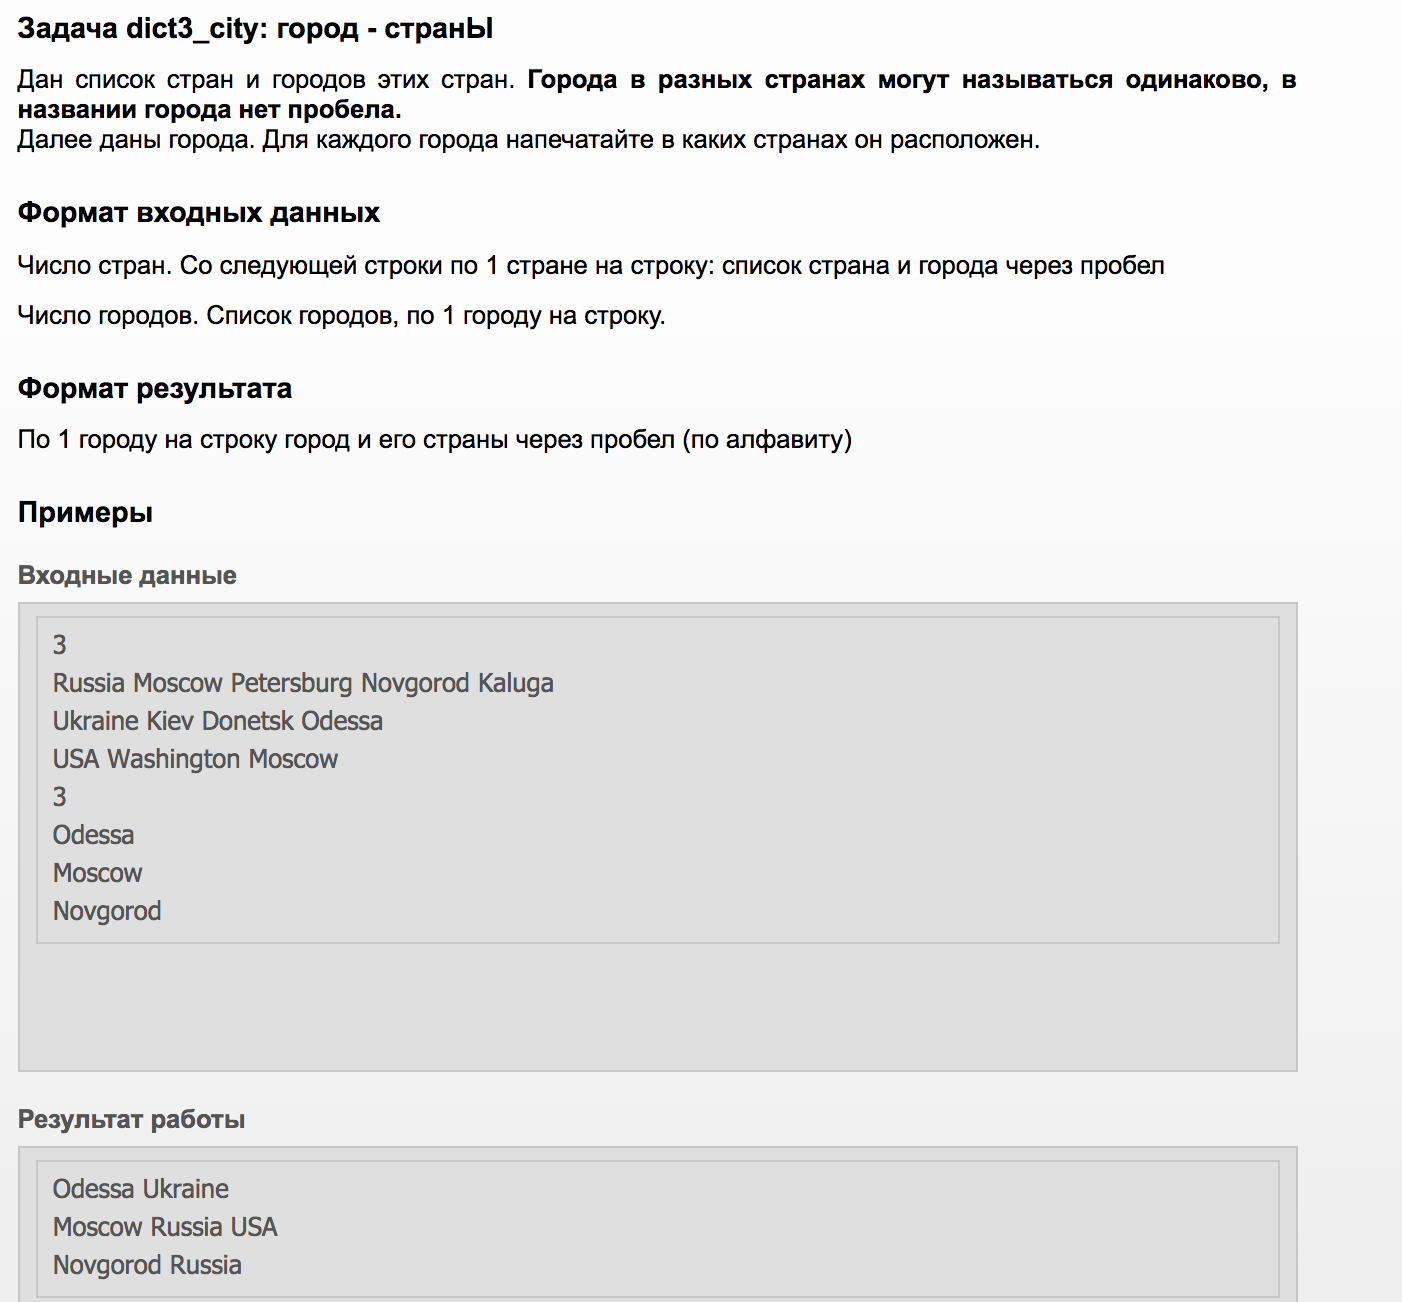 Задача dict3_city: город - странЫ
Дан список стран и городов этих стран. Города в разных странах могут называться одинаково, в
названии города нет пробела.
Далее даны города. Для каждого города напечатайте в каких странах он расположен.
Формат входных данных
Число стран. Со следующей строки по 1 стране на строку: список страна и города через пробел
Число городов. Список городов, по 1 городу на строку.
Формат результата
По 1 городу на строку город и его страны через пробел (по алфавиту)
Примеры
Входные данные
3
Russia Moscow Petersburg Novgorod Kaluga
Ukraine Kiev Donetsk Odessa
USA Washington Moscow
3
Odessa
Moscow
Novgorod
Результат работы
Odessa Ukraine
Moscow Russia USA
Novgorod Russia